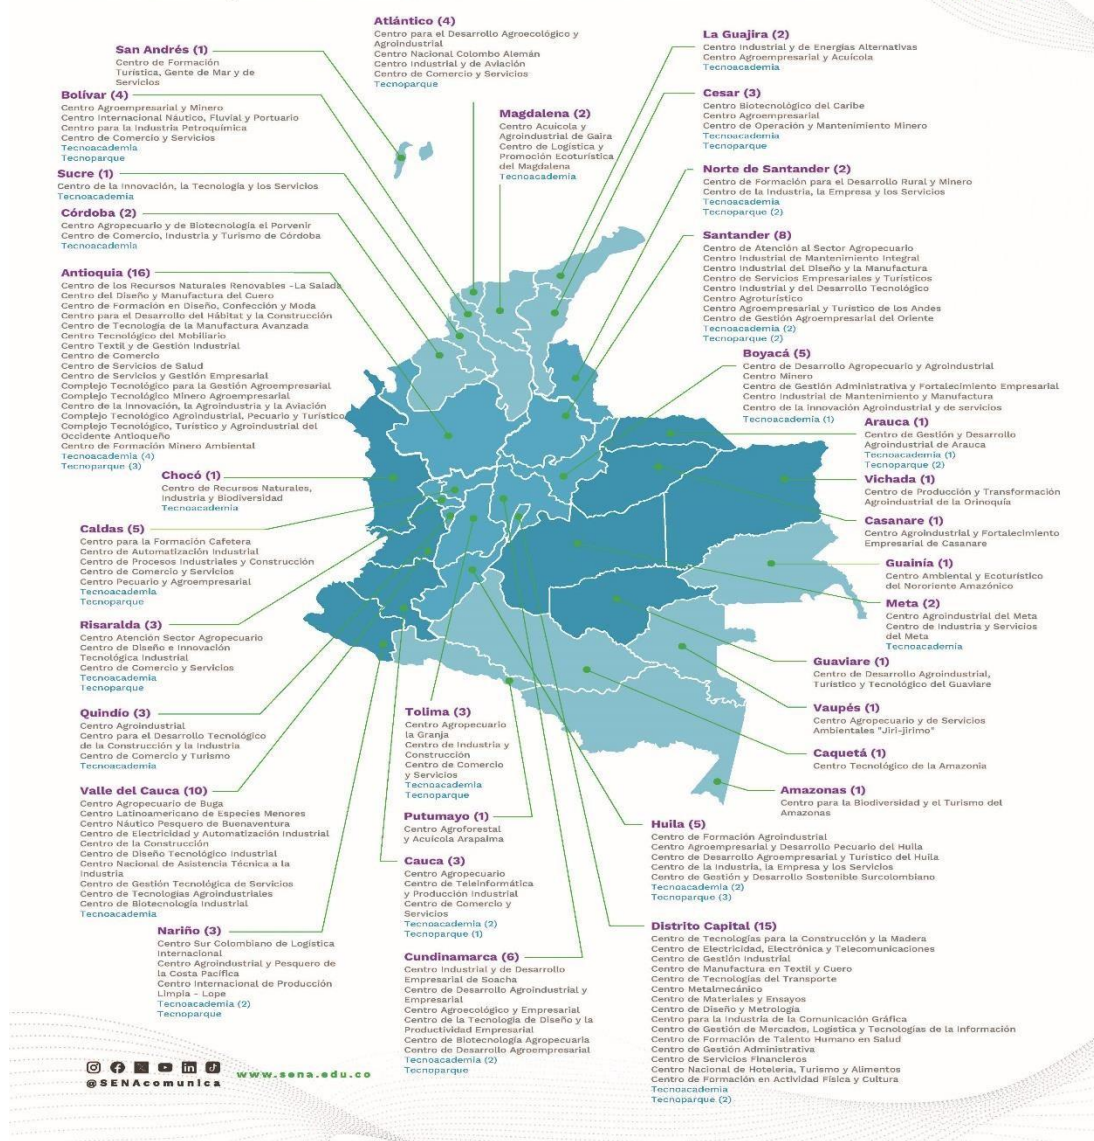 Atlántico (4)
Centro para el Desarrollo Agroecológico y
Agroindustrial
Centro Nacional Colombo Alemán
Centro Industrial y de Aviación
Centro de Comercio y Servicios
Tecnoparque
San Andrés (1)
Centro de Formación
Turística, Gente de Mar y de
Servicios
Bolívar (4)
Centro Agroempresarial y Minero
Centro Internacional Náutico, Fluvial y Portuario
Centro para la Industria Petroquímica
Centro de Comercio y Servicios
Tecnoacademia
Tecnoparque
Sucre (1)
Centro de la Innovación, la Tecnología y los Servicios
Tecnoacademia
Córdoba (2)
Centro Agropecuario y de Biotecnología el Porvenir
Centro de Comercio, Industria y Turismo de Córdoba
Tecnoacademia
Antioquia (16)
Centro de los Recursos Naturales Renovables -La Salada
Centro del Diseño y Manufactura del Cuero
Centro de Formación en Diseño, Confección y Moda
Centro para el Desarrollo del Hábitat y la Construcción
Centro de Tecnología de la Manufactura Avanzada
Centro Tecnológico del Mobiliario
Centro Textil y de Gestión Industrial
Centro de Comercio
Centro de Servicios de Salud
Centro de Servicios y Gestión Empresarial
Complejo Tecnológico para la Gestión Agroempresarial
Complejo Tecnológico Minero Agroempresarial
Centro de la Innovación, la Agroindustria y la Aviación
Complejo Tecnológico Agroindustrial, Pecuario y Turístico
Complejo Tecnológico, Turístico y Agroindustrial del
Occidente Antioqueño
Centro de Formación Minero Ambiental
Tecnoacademia (4)
Tecnoparque (3)
Chocó (1)
Centro de Recursos Naturales,
Industria y Biodiversidad
Tecnoacademia
Caldas (5)
Centro para la Formación Cafetera
Centro de Automatización Industrial
Centro de Procesos Industriales y Construcción
Centro de Comercio y Servicios
Centro Pecuario y Agroempresarial
Tecnoacademia
Tecnoparque
Risaralda (3)
Centro Atención Sector Agropecuario
Centro de Diseño e Innovación
Tecnológica Industrial
Centro de Comercio y Servicios
Tecnoacademia
Tecnoparque
Quindío (3)
Centro Agroindustrial
Centro para el Desarrollo Tecnológico
de la Construcción y la Industria
Centro de Comercio y Turismo
Tecnoacademia
Valle del Cauca (10)
Centro Agropecuario de Buga
Centro Latinoamericano de Especies Menores
Centro Náutico Pesquero de Buenaventura
Centro de Electricidad y Automatización Industrial
Centro de la Construcción
Centro de Diseño Tecnológico Industrial
Centro Nacional de Asistencia Técnica a la
Industria
Centro de Gestión Tecnológica de Servicios
Centro de Tecnologías Agroindustriales
Centro de Biotecnología Industrial
Tecnoacademia
Nariño (3)
Centro Sur Colombiano de Logística
Internacional
Centro Agroindustrial y Pesquero de
la Costa Pacífica
Centro Internacional de Producción
Limpia - Lope
Tecnoacademia (2)
Tecnoparque
Magdalena (2)
Centro Acuícola y
Agroindustrial de Gaira
Centro de Logística y
Promoción Ecoturística
del Magdalena
Tecnoacademia
Tolima (3)
Centro Agropecuario
la Granja
Centro de Industria y
Construcción
Centro de Comercio
y Servicios
Tecnoacademia
Tecnoparque
Putumayo (1)
Centro Agroforestal
y Acuícola Arapaima
Cauca (3)
Centro Agropecuario
Centro de Teleinformática
y Producción Industrial
Centro de Comercio y
Servicios
Tecnoacademia (2)
Tecnoparque (1)
Cundinamarca (6)
Centro Industrial y de Desarrollo
Empresarial de Soacha
Centro de Desarrollo Agroindustrial y
Empresarial
Centro Agroecológico y Empresarial
Centro de la Tecnología de Diseño y la
Productividad Empresarial
Centro de Biotecnología Agropecuaria
Centro de Desarrollo Agroempresarial
Tecnoacademia (2)
Tecnoparque
La Guajira (2)
Centro Industrial y de Energías Alternativas
Centro Agroempresarial y Acuícola
Tecnoacademia
Cesar (3)
Centro Biotecnológico del Caribe
Centro Agroempresarial
Centro de Operación y Mantenimiento Minero
Tecnoacademia
Tecnoparque
Norte de Santander (2)
Centro de Formación para el Desarrollo Rural y Minero
Centro de la Industria, la Empresa y los Servicios
Tecnoacademia
Tecnoparque (2)
Santander (8)
Centro de Atención al Sector Agropecuario
Centro Industrial de Mantenimiento Integral
Centro Industrial del Diseño y la Manufactura
Centro de Servicios Empresariales y Turísticos
Centro Industrial y del Desarrollo Tecnológico
Centro Agroturístico
Centro Agroempresarial y Turístico de los Andes
Centro de Gestión Agroempresarial del Oriente
Tecnoacademia (2)
Tecnoparque (2)
Boyacá (5)
Centro de Desarrollo Agropecuario y Agroindustrial
Centro Minero
Centro de Gestión Administrativa y Fortalecimiento Empresarial
Centro Industrial de Mantenimiento y Manufactura
Centro de la innovación Agroindustrial y de servicios
Tecnoacademia (1)
Arauca (1)
Centro de Gestión y Desarrollo
Agroindustrial de Arauca
Tecnoacademia (1)
Tecnoparque (2)
Vichada (1)
Centro de Producción y Transformación
Agroindustrial de la Orinoquía
Casanare (1)
Centro Agroindustrial y Fortalecimiento
Empresarial de Casanare
Guainía (1)
Centro Ambiental y Ecoturístico
del Nororiente Amazónico
Meta (2)
Centro Agroindustrial del Meta
Centro de Industria y Servicios
del Meta
Tecnoacademia
Guaviare (1)
Centro de Desarrollo Agroindustrial,
Turístico y Tecnológico del Guaviare
Vaupés (1)
Centro Agropecuario y de Servicios
Ambientales "Jiri-jirimo"
Caquetá (1)
Centro Tecnológico de la Amazonia
Amazonas (1)
Centro para la Biodiversidad y el Turismo del
Amazonas
Huila (5)
Centro de Formación Agroindustrial
Centro Agroempresarial y Desarrollo Pecuario del Huila
Centro de Desarrollo Agroempresarial y Turístico del Huila
Centro de la Industria, la Empresa y los Servicios
Centro de Gestión y Desarrollo Sostenible Surcolombiano
Tecnoacademia (2)
Tecnoparque (3)
Distrito Capital (15)
Centro de Tecnologías para la Construcción y la Madera
Centro de Electricidad, Electrónica y Telecomunicaciones
Centro de Gestión Industrial
Centro de Manufactura en Textil y Cuero
Centro de Tecnologías del Transporte
Centro Metalmecánico
Centro de Materiales y Ensayos
Centro de Diseño y Metrología
Centro para la Industria de la Comunicación Gráfica
Centro de Gestión de Mercados, Logística y Tecnologías de la Información
Centro de Formación de Talento Humano en Salud
Centro de Gestión Administrativa
Centro de Servicios Financieros
Centro Nacional de Hotelería, Turismo y Alimentos
Centro de Formación en Actividad Física y Cultura
Tecnoacademia
Tecnoparque (2)
@SENAcomunica
www.sena.edu.co